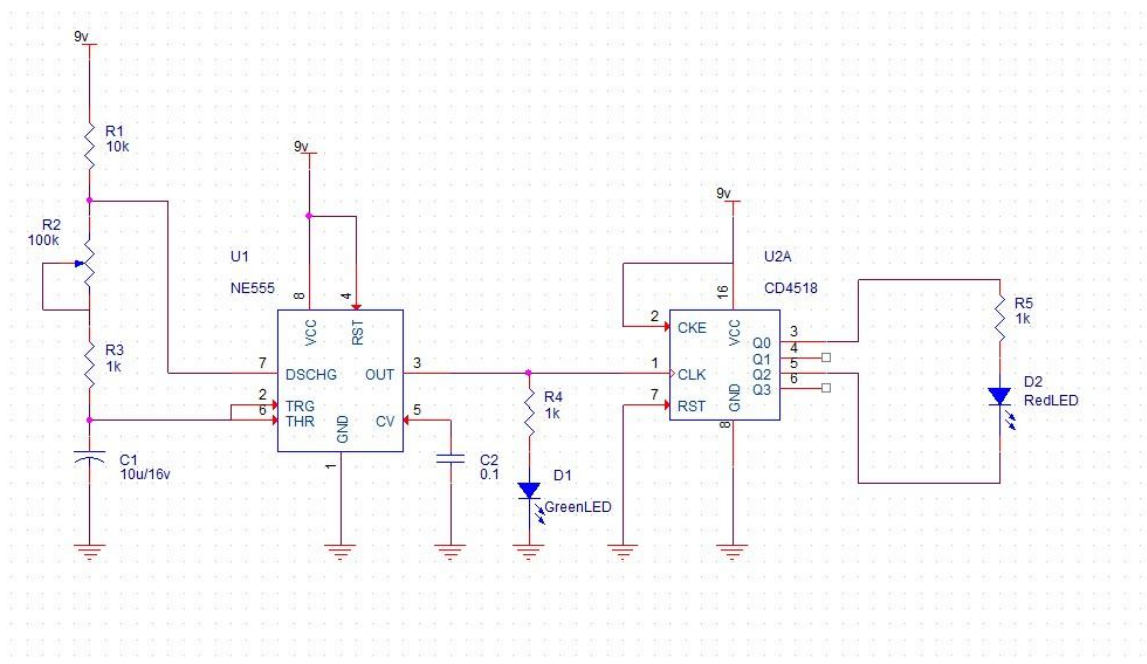 9v
R1
10k
R2
100k
R3
1k
C1
10u/16v
9v
U1
NE555
8
4
VCC
RST
7
DSCHG
OUT
3
2
TRG
6
THR
CV
5
GND
1
C2
0.1
R4
1k
D1
GreenLED
9v
U2A
CD4518
16
2
CKE
VCC
Q0
3
Q1
4
1
CLK
Q2
5
Q3
6
7
RST
GND
8
R5
1k
D2
RedLED